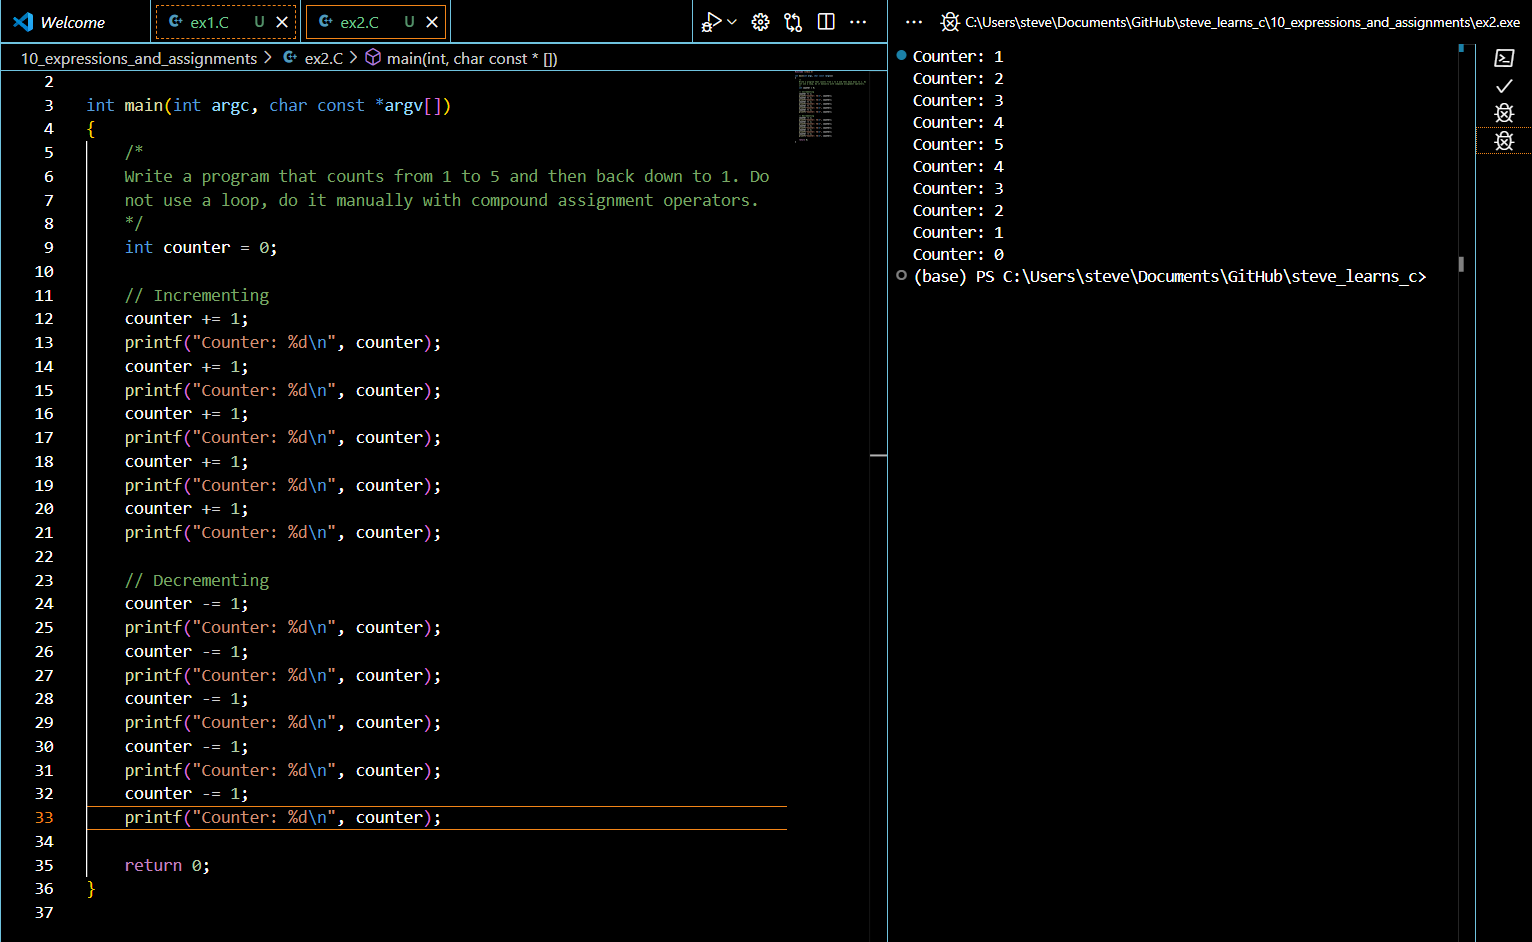 Welcome
ex1.C U
ex2.C U
C:\Users\steve\Documents\GitHub\steve_learns_c\10_expressions_and_assignments\ex2.exe
10_expressions_and_assignments > ex2.C > main(int, char const * [])
2
3 int main(int argc, char const *argv[])
4 {
5 /*
6 Write a program that counts from 1 to 5 and then back down to 1. Do
7 not use a loop, do it manually with compound assignment operators.
8 */
9 int counter = 0;
10
11 // Incrementing
12 counter += 1;
13 printf("Counter: %d\n", counter);
14 counter += 1;
15 printf("Counter: %d\n", counter);
16 counter += 1;
17 printf("Counter: %d\n", counter);
18 counter += 1;
19 printf("Counter: %d\n", counter);
20 counter += 1;
21 printf("Counter: %d\n", counter);
22
23 // Decrementing
24 counter -= 1;
25 printf("Counter: %d\n", counter);
26 counter -= 1;
27 printf("Counter: %d\n", counter);
28 counter -= 1;
29 printf("Counter: %d\n", counter);
30 counter -= 1;
31 printf("Counter: %d\n", counter);
32 counter -= 1;
33 printf("Counter: %d\n", counter);
34
35 return 0;
36 }
37
Counter: 1
Counter: 2
Counter: 3
Counter: 4
Counter: 5
Counter: 4
Counter: 3
Counter: 2
Counter: 1
Counter: 0
(base) PS C:\Users\steve\Documents\GitHub\steve_learns_c>